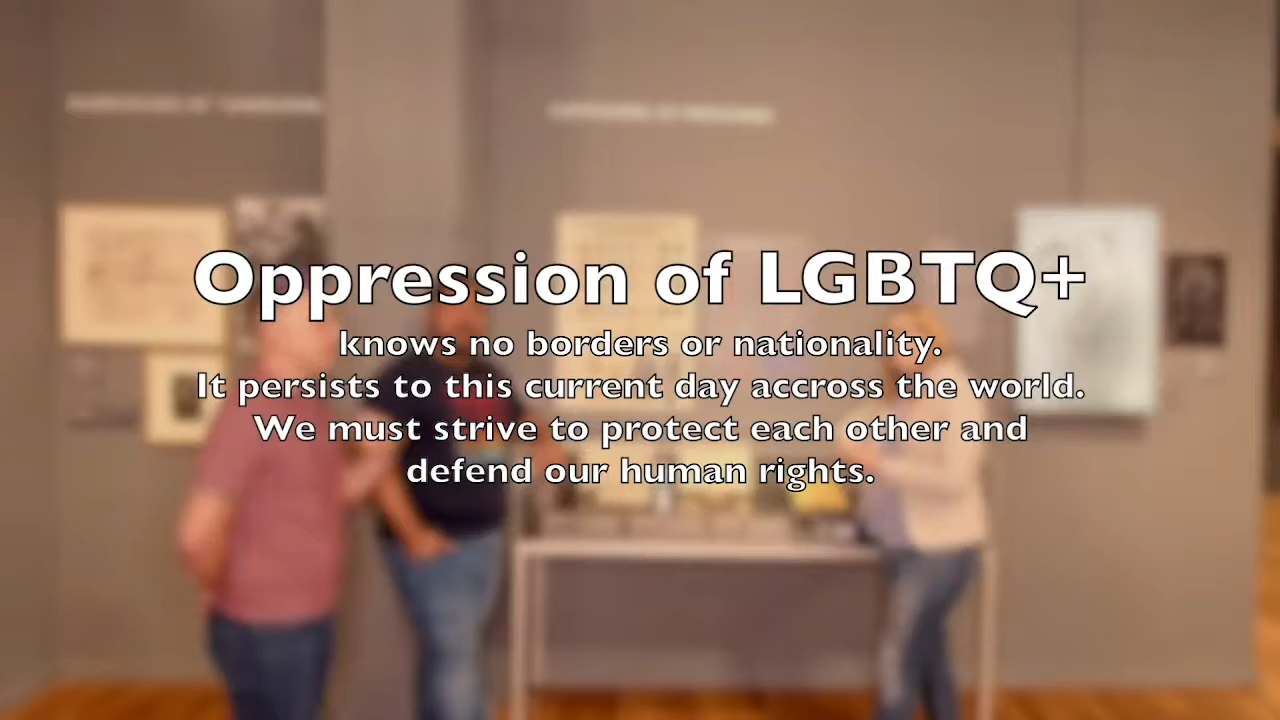 Oppression of LGBTQ+
knows no borders or nationality.
It persists to this current day accross the world.
We must strive to protect each other and
defend our human rights.